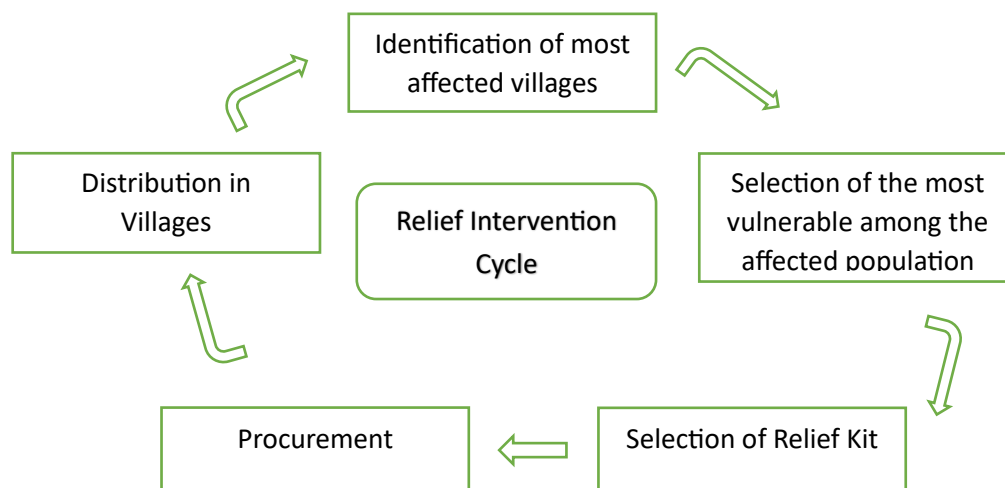 Identification of most
affected villages
Selection of the most
vulnerable among the
affected population
Selection of Relief Kit
Procurement
Distribution in
Villages
Relief Intervention
Cycle